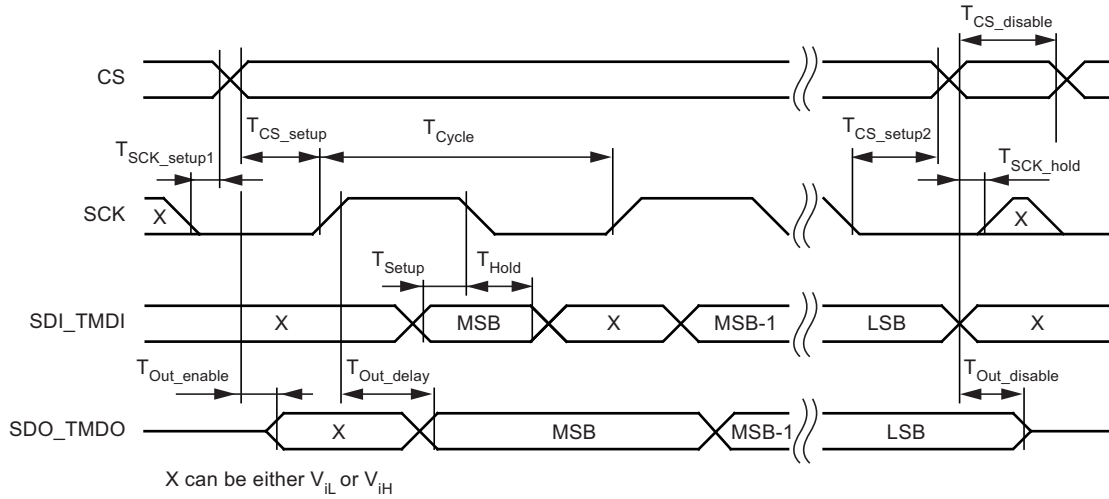 T_CS_disable
CS
T_CS_setup T_Cycle T_CS_setup2
T_SCK_setup1 T_SCK_hold
SCK X X
T_Setup T_Hold
SDI_TMDI X MSB X MSB-1 LSB X
T_Out_enable T_Out_delay T_Out_disable
SDO_TMDO X MSB MSB-1 LSB
X can be either V_iL or V_iH